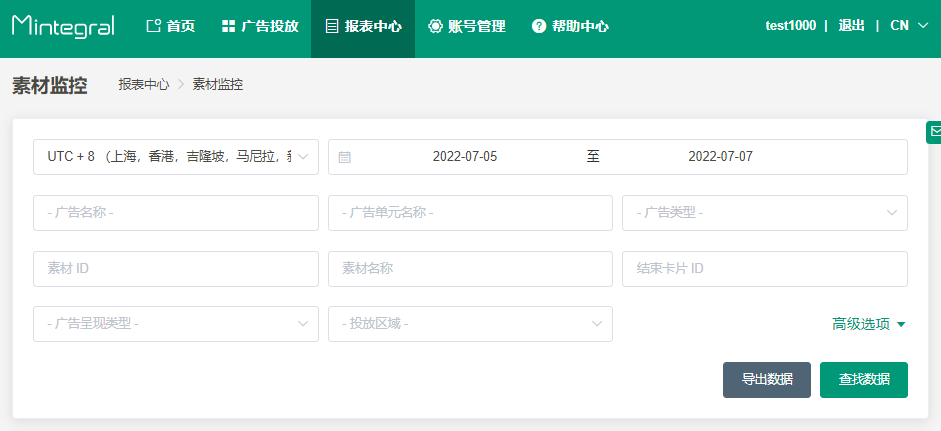 Mintegral 首页 广告投放 报表中心 账号管理 帮助中心 test1000 | 退出 | CN
素材监控 报表中心 > 素材监控
UTC + 8 （上海，香港，吉隆坡，马尼拉， 2022-07-05 至 2022-07-07
- 广告名称 - - 广告单元名称 - - 广告类型 -
素材 ID 素材名称 结束卡片 ID
- 广告呈现类型 - - 投放区域 - 高级选项
导出数据 查找数据